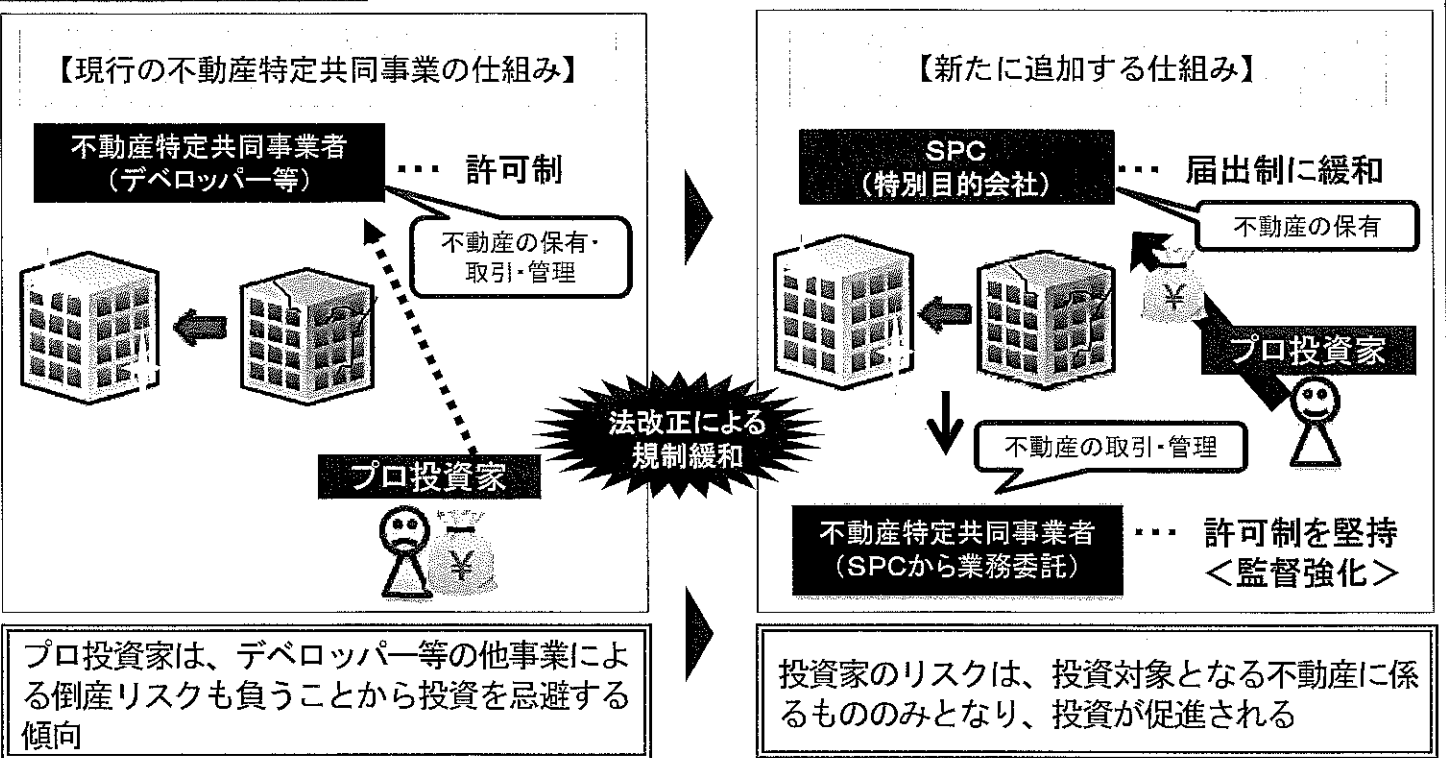 【現行の不動産特定共同事業の仕組み】
不動産特定共同事業者
(デベロッパー等)
… 許可制
不動産の保有・
取引・管理
プロ投資家
¥
プロ投資家は、デベロッパー等の他事業によ
る倒産リスクも負うことから投資を忌避する
傾向
法改正による
規制緩和
【新たに追加する仕組み】
SPC
(特別目的会社)
… 届出制に緩和
不動産の保有
¥
プロ投資家
不動産の取引・管理
不動産特定共同事業者
(SPCから業務委託)
… 許可制を堅持
<監督強化>
投資家のリスクは、投資対象となる不動産に係
るもののみとなり、投資が促進される